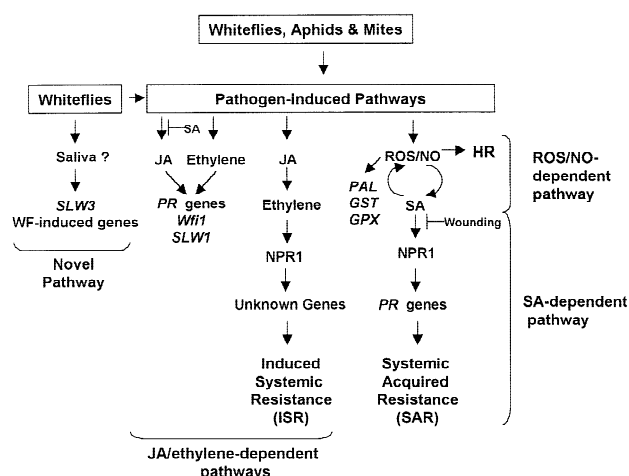 Whiteflies, Aphids & Mites
Whiteflies
Pathogen-Induced Pathways
SA
Saliva ?
JA
Ethylene
JA
ROS/NO
HR
ROS/NO-
dependent
pathway
SLW3
WF-induced genes
PR genes
Wfi1
SLW1
Ethylene
PAL
GST
GPX
SA
Wounding
Novel
Pathway
NPR1
NPR1
Unknown Genes
PR genes
SA-dependent
pathway
Induced
Systemic
Resistance
(ISR)
Systemic
Acquired
Resistance
(SAR)
JA/ethylene-dependent
pathways